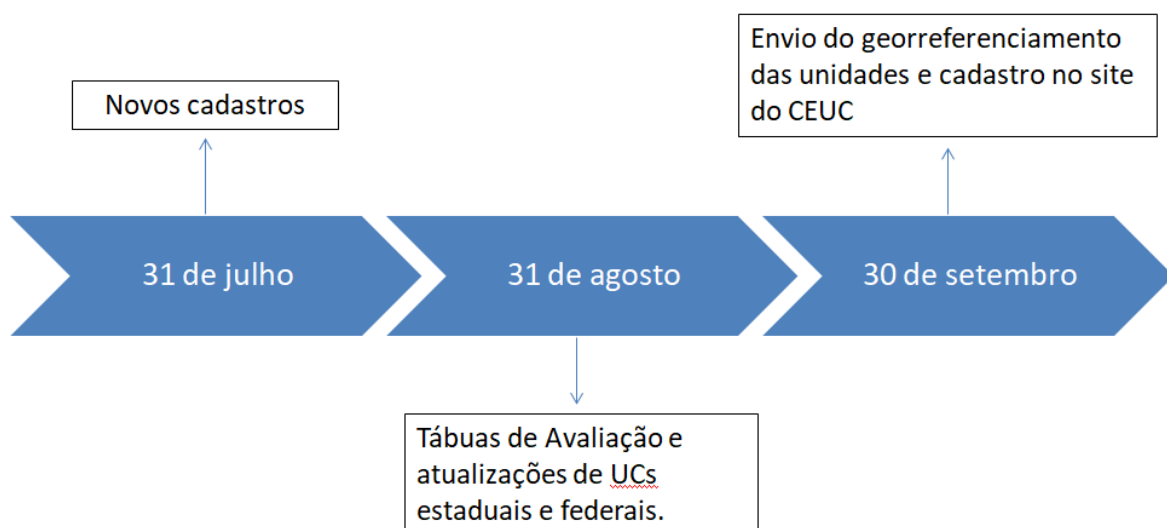 Envio do georreferenciamento
das unidades e cadastro no site
do CEUC
Novos cadastros
31 de julho
31 de agosto
30 de setembro
Tábuas de Avaliação e
atualizações de UCs
estaduais e federais.